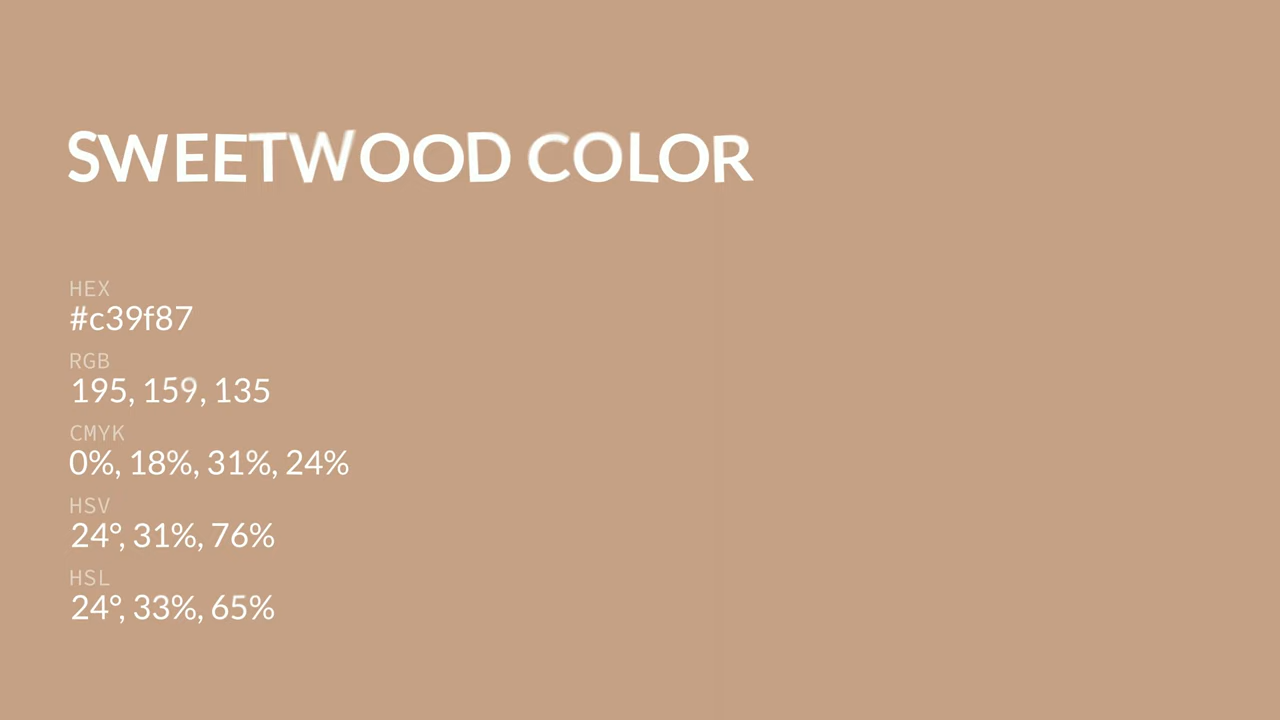 SWEETWOOD COLOR
HEX
#c39f87
RGB
195, 159, 135
CMYK
0%, 18%, 31%, 24%
HSV
24°, 31%, 76%
HSL
24°, 33%, 65%